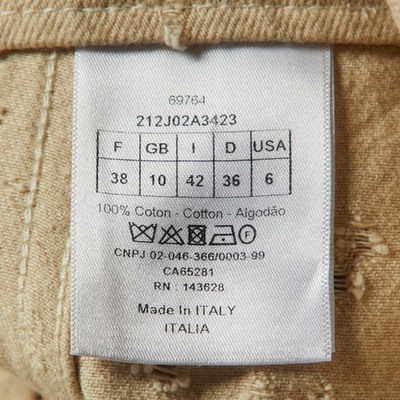 69764
212J02A3423
F GB I D USA
38 10 42 36 6
100% Coton - Cotton - Algodão
F
CNPJ 02-046-366/0003-99
CA65281
RN : 143628
Made In ITALY
ITALIA